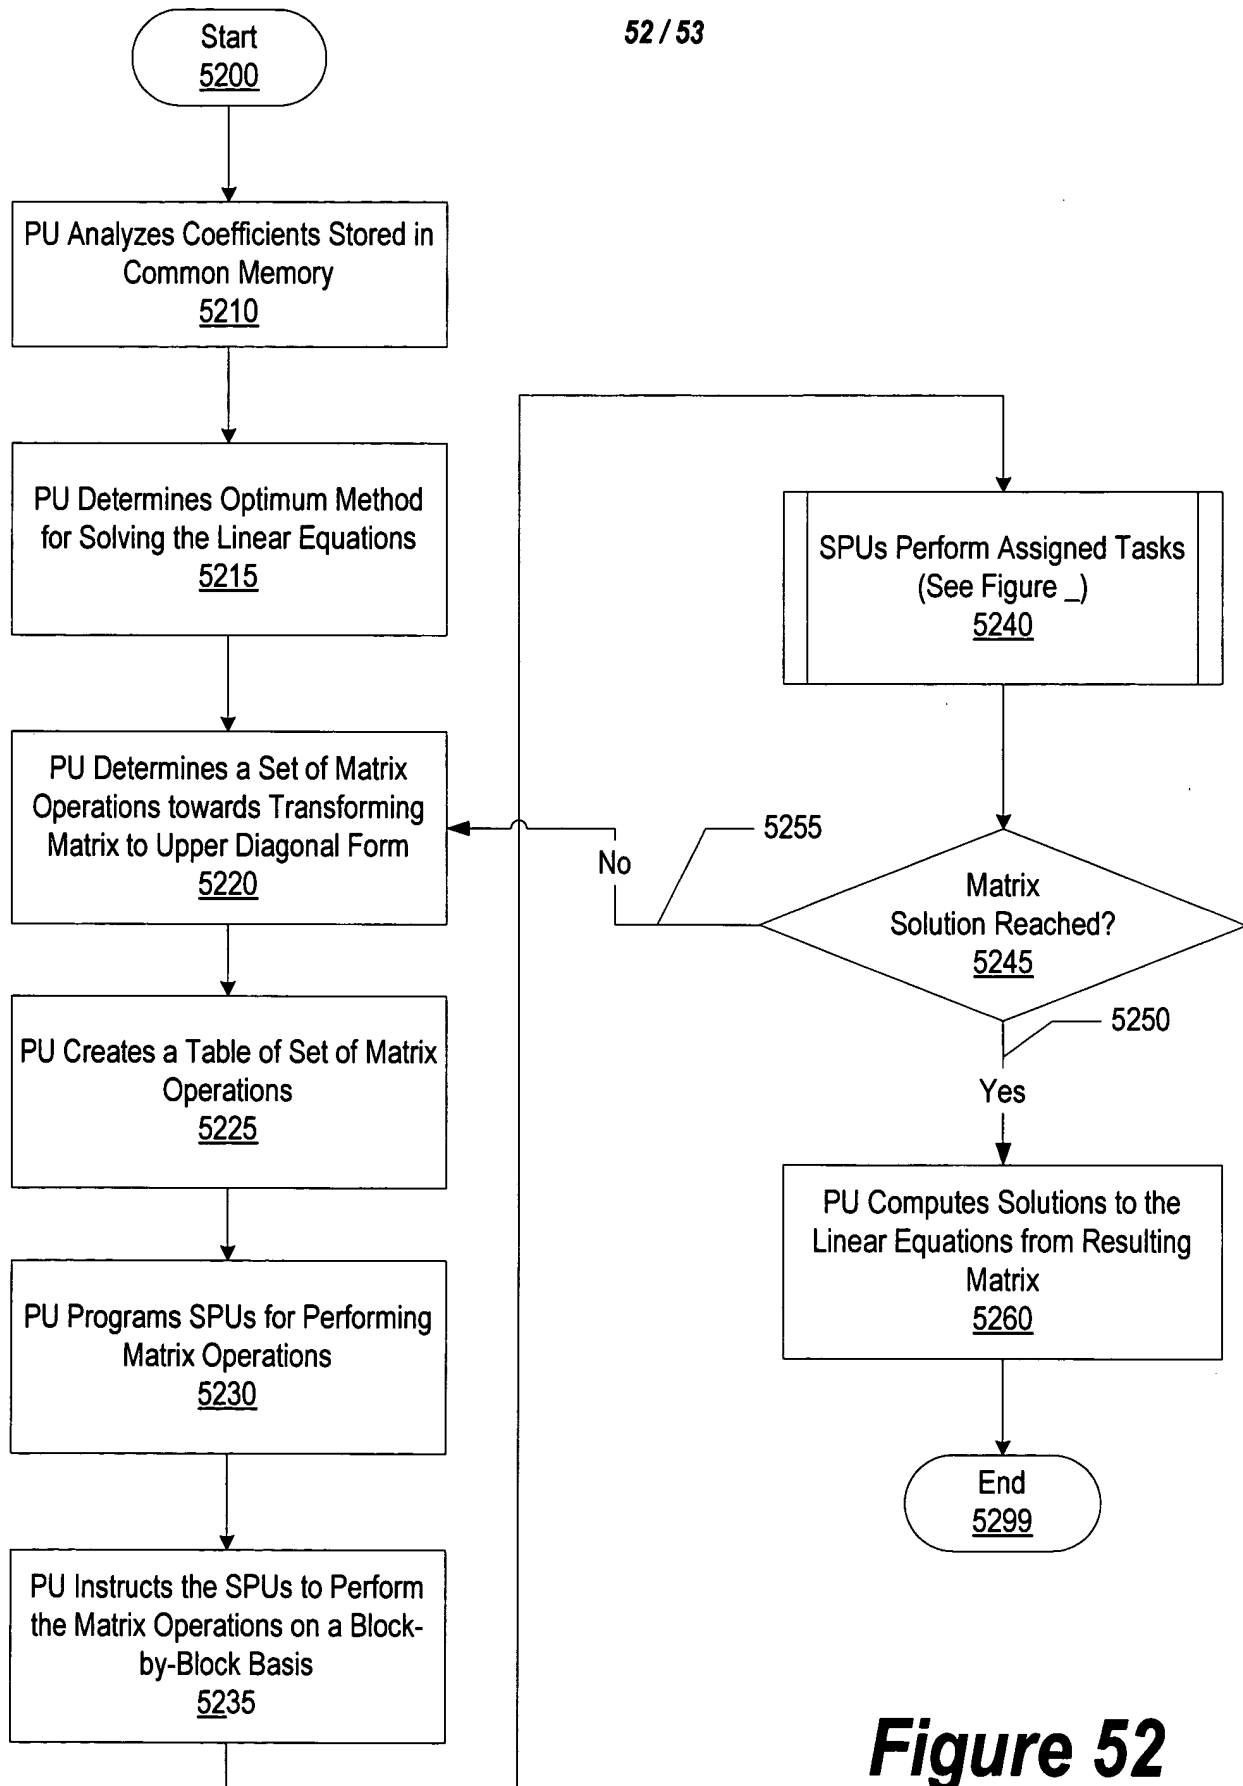 52 / 53
Start
5200
PU Analyzes Coefficients Stored in
Common Memory
5210
PU Determines Optimum Method
for Solving the Linear Equations
5215
PU Determines a Set of Matrix
Operations towards Transforming
Matrix to Upper Diagonal Form
5220
PU Creates a Table of Set of Matrix
Operations
5225
PU Programs SPUs for Performing
Matrix Operations
5230
PU Instructs the SPUs to Perform
the Matrix Operations on a Block-
by-Block Basis
5235
SPUs Perform Assigned Tasks
(See Figure _)
5240
Matrix
Solution Reached?
5245
5255
No
5250
Yes
PU Computes Solutions to the
Linear Equations from Resulting
Matrix
5260
End
5299
Figure 52